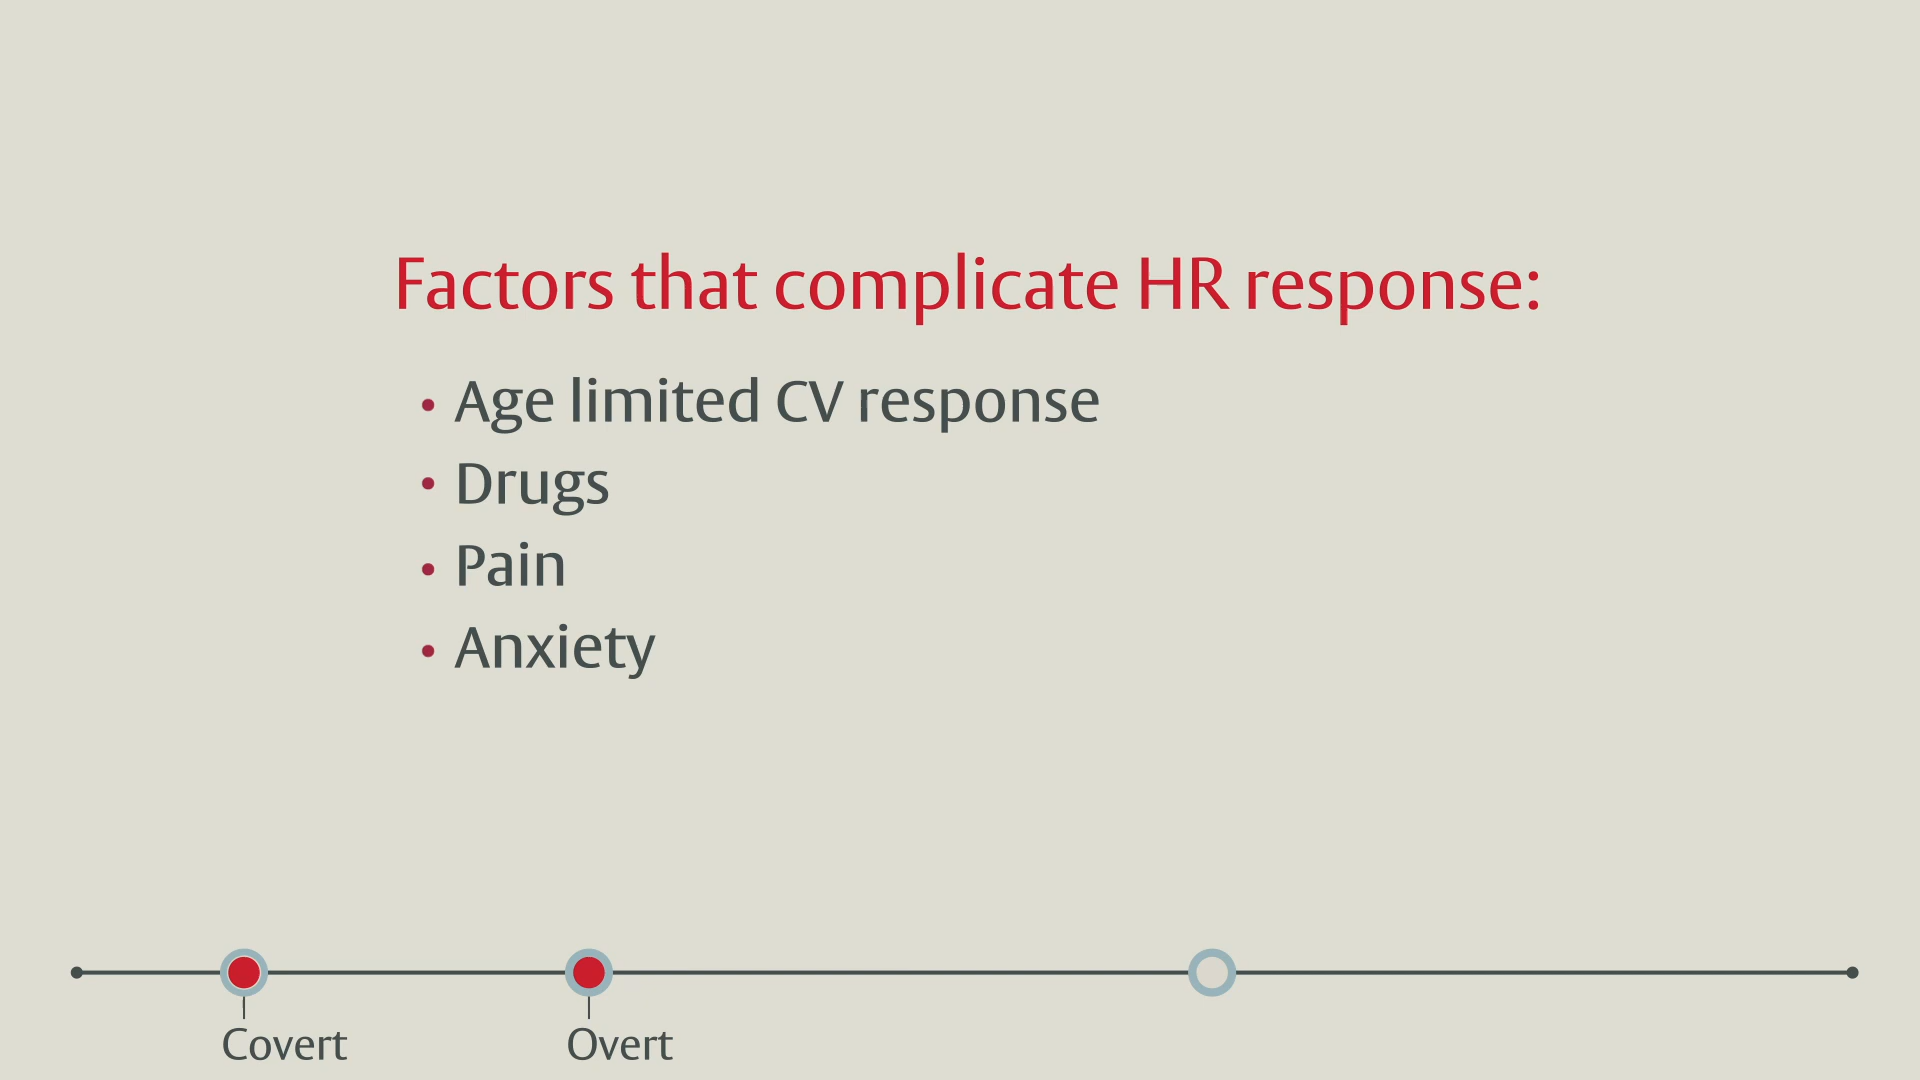 Factors that complicate HR response:
• Age limited CV response
• Drugs
• Pain
• Anxiety
Covert
Overt